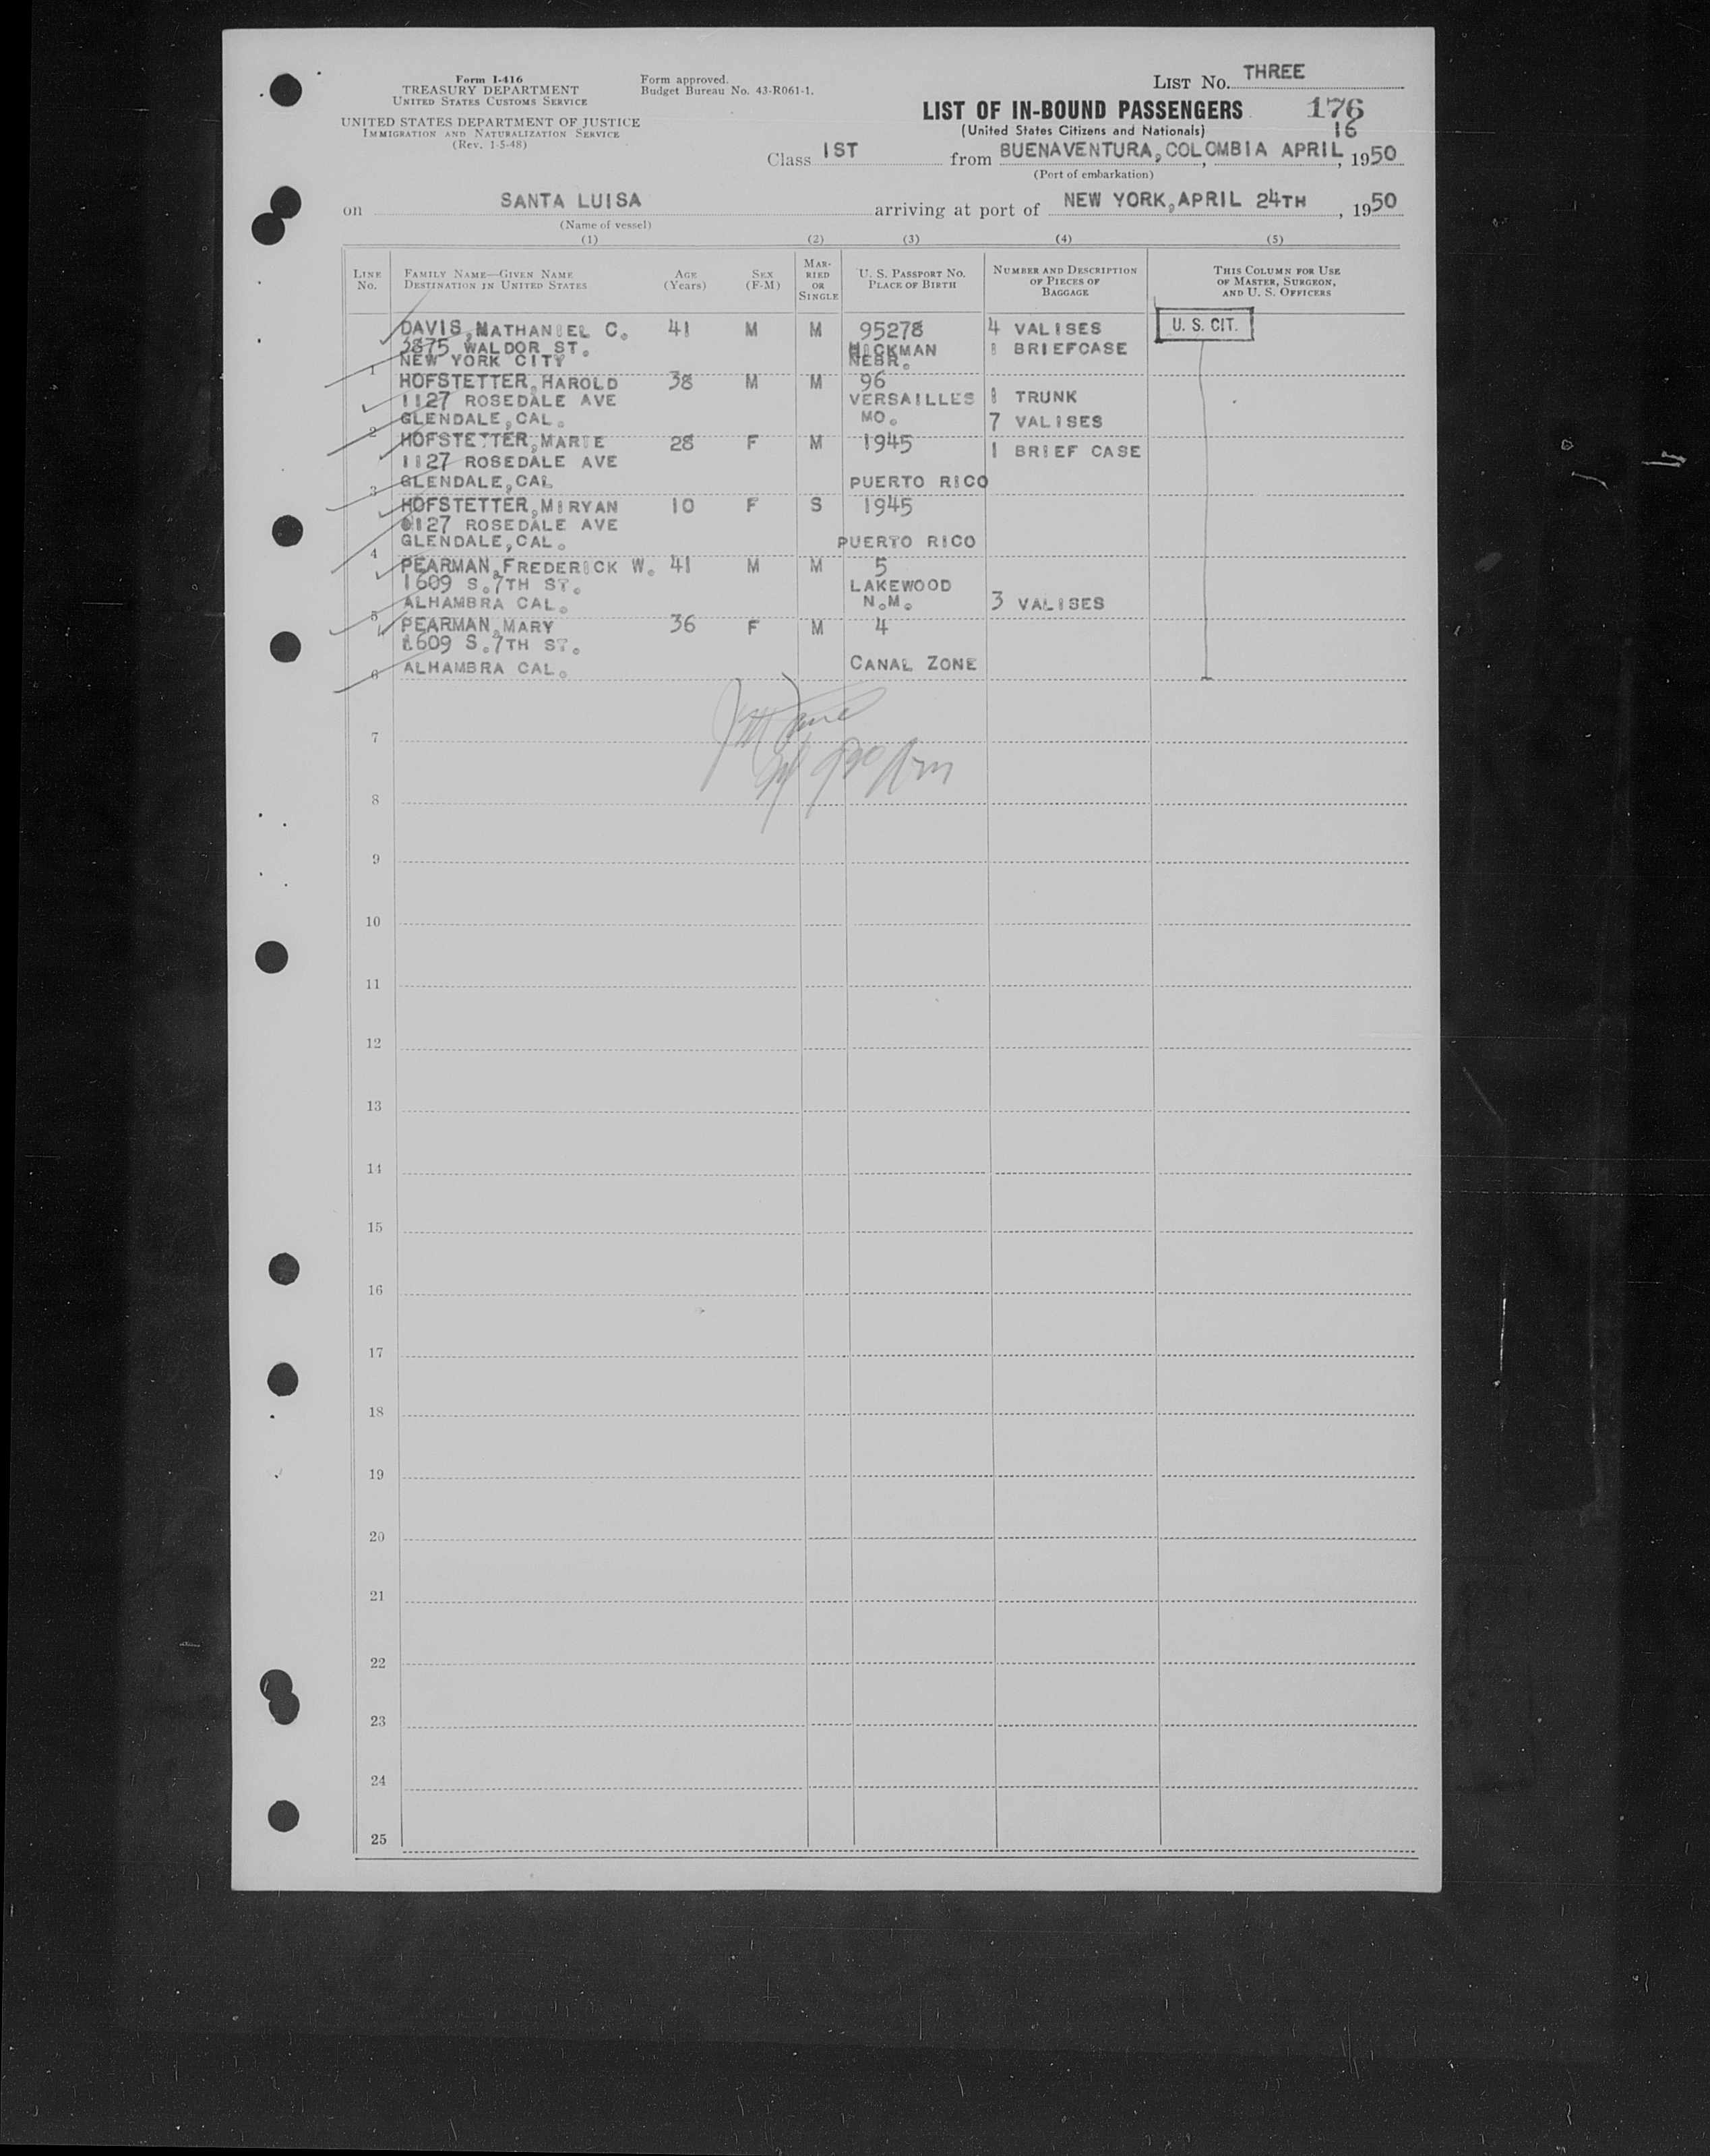 Form I-416
TREASURY DEPARTMENT
UNITED STATES CUSTOMS SERVICE
UNITED STATES DEPARTMENT OF JUSTICE
IMMIGRATION AND NATURALIZATION SERVICE
(Rev. 1-5-48)
Form approved.
Budget Bureau No. 43-R061-1.
LIST No. THREE
LIST OF IN-BOUND PASSENGERS 176
(United States Citizens and Nationals) 16
Class 1ST from BUENAVENTURA, COLOMBIA APRIL, 1950
(Port of embarkation)
on SANTA LUISA arriving at port of NEW YORK, APRIL 24TH, 1950
(Name of vessel)
(1) (2) (3) (4) (5)
LINE No. FAMILY NAME—GIVEN NAME DESTINATION IN UNITED STATES AGE (Years) SEX (F-M) MARRIED OR SINGLE U. S. PASSPORT No. PLACE OF BIRTH NUMBER AND DESCRIPTION OF PIECES OF BAGGAGE THIS COLUMN FOR USE OF MASTER, SURGEON, AND U. S. OFFICERS
DAVIS, NATHANIEL C. 41 M M 95278 4 VALISES U. S. CIT.
3875 WALDOR ST. HICKMAN 1 BRIEFCASE
1 NEW YORK CITY NEBR.
HOFSTETTER, HAROLD 38 M M 96
1127 ROSEDALE AVE VERSAILLES 1 TRUNK
2 GLENDALE, CAL. MO. 7 VALISES
HOFSTETTER, MARIE 28 F M 1945 1 BRIEF CASE
1127 ROSEDALE AVE
3 GLENDALE, CAL PUERTO RICO
HOFSTETTER, MIRYAN 10 F S 1945
1127 ROSEDALE AVE
4 GLENDALE, CAL. PUERTO RICO
PEARMAN, FREDERICK W. 41 M M 5
1609 S. 7TH ST. LAKEWOOD
5 ALHAMBRA CAL. N.M. 3 VALISES
PEARMAN, MARY 36 F M 4
1609 S. 7TH ST.
6 ALHAMBRA CAL. CANAL ZONE
7
8
9
10
11
12
13
14
15
16
17
18
19
20
21
22
23
24
25